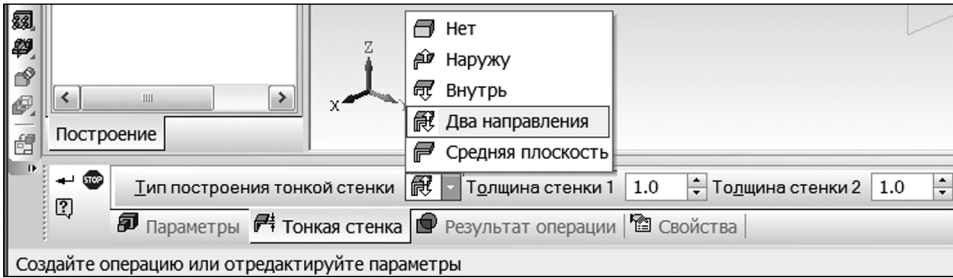 Нет
Наружу
Z
Внутрь
X
Два направления
Построение
Средняя плоскость
STOP Тип построения тонкой стенки Толщина стенки 1 1.0 Толщина стенки 2 1.0
Параметры Тонкая стенка Результат операции Свойства
Создайте операцию или отредактируйте параметры